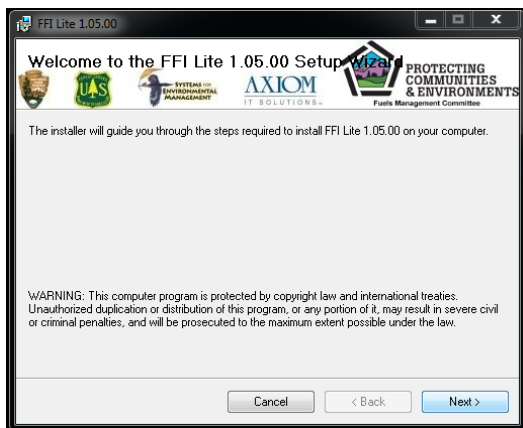 FFI Lite 1.05.00
Welcome to the FFI Lite 1.05.00 Setup Wizard
UAS
SYSTEMS FOR
ENVIRONMENTAL
MANAGEMENT
AXIOM
IT SOLUTIONS
PROTECTING
COMMUNITIES
& ENVIRONMENTS
Fuels Management Committee
The installer will guide you through the steps required to install FFI Lite 1.05.00 on your computer.
WARNING: This computer program is protected by copyright law and international treaties.
Unauthorized duplication or distribution of this program, or any portion of it, may result in severe civil
or criminal penalties, and will be prosecuted to the maximum extent possible under the law.
Cancel
< Back
Next >